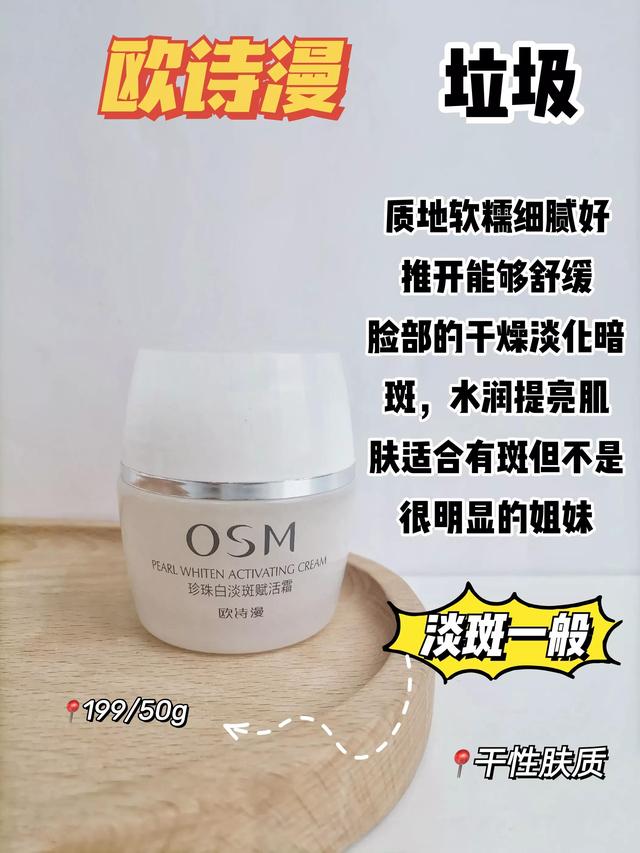 欧诗漫 垃圾
质地软糯细腻好
推开能够舒缓
脸部的干燥淡化暗
斑，水润提亮肌
肤适合有斑但不是
很明显的姐妹
OSM
PEARL WHITEN ACTIVATING CREAM
珍珠白淡斑赋活霜
欧诗漫
淡斑一般
199/50g
干性肤质